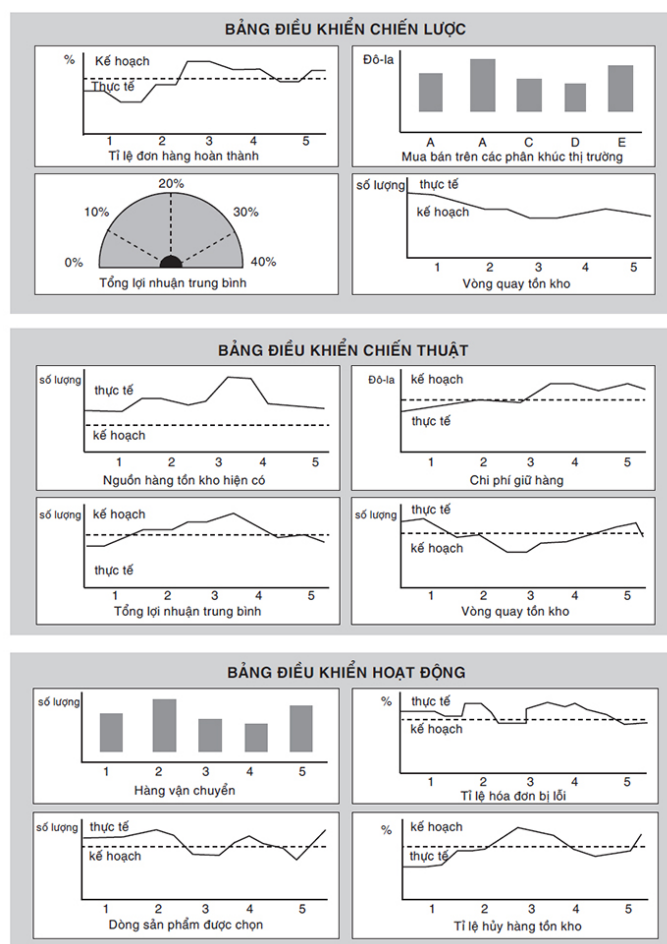 BẢNG ĐIỀU KHIỂN CHIẾN LƯỢC
%
Kế hoạch
Thực tế
1 2 3 4 5
Tỉ lệ đơn hàng hoàn thành
Đô-la
A A C D E
Mua bán trên các phân khúc thị trường
0% 10% 20% 30% 40%
Tổng lợi nhuận trung bình
số lượng
thực tế
kế hoạch
1 2 3 4 5
Vòng quay tồn kho
BẢNG ĐIỀU KHIỂN CHIẾN THUẬT
số lượng
thực tế
kế hoạch
1 2 3 4 5
Nguồn hàng tồn kho hiện có
Đô-la
kế hoạch
thực tế
1 2 3 4 5
Chi phí giữ hàng
số lượng
kế hoạch
thực tế
1 2 3 4 5
Tổng lợi nhuận trung bình
số lượng
thực tế
kế hoạch
1 2 3 4 5
Vòng quay tồn kho
BẢNG ĐIỀU KHIỂN HOẠT ĐỘNG
số lượng
1 2 3 4 5
Hàng vận chuyển
%
thực tế
kế hoạch
1 2 3 4 5
Tỉ lệ hóa đơn bị lỗi
số lượng
thực tế
kế hoạch
1 2 3 4 5
Dòng sản phẩm được chọn
%
kế hoạch
thực tế
1 2 3 4 5
Tỉ lệ hủy hàng tồn kho